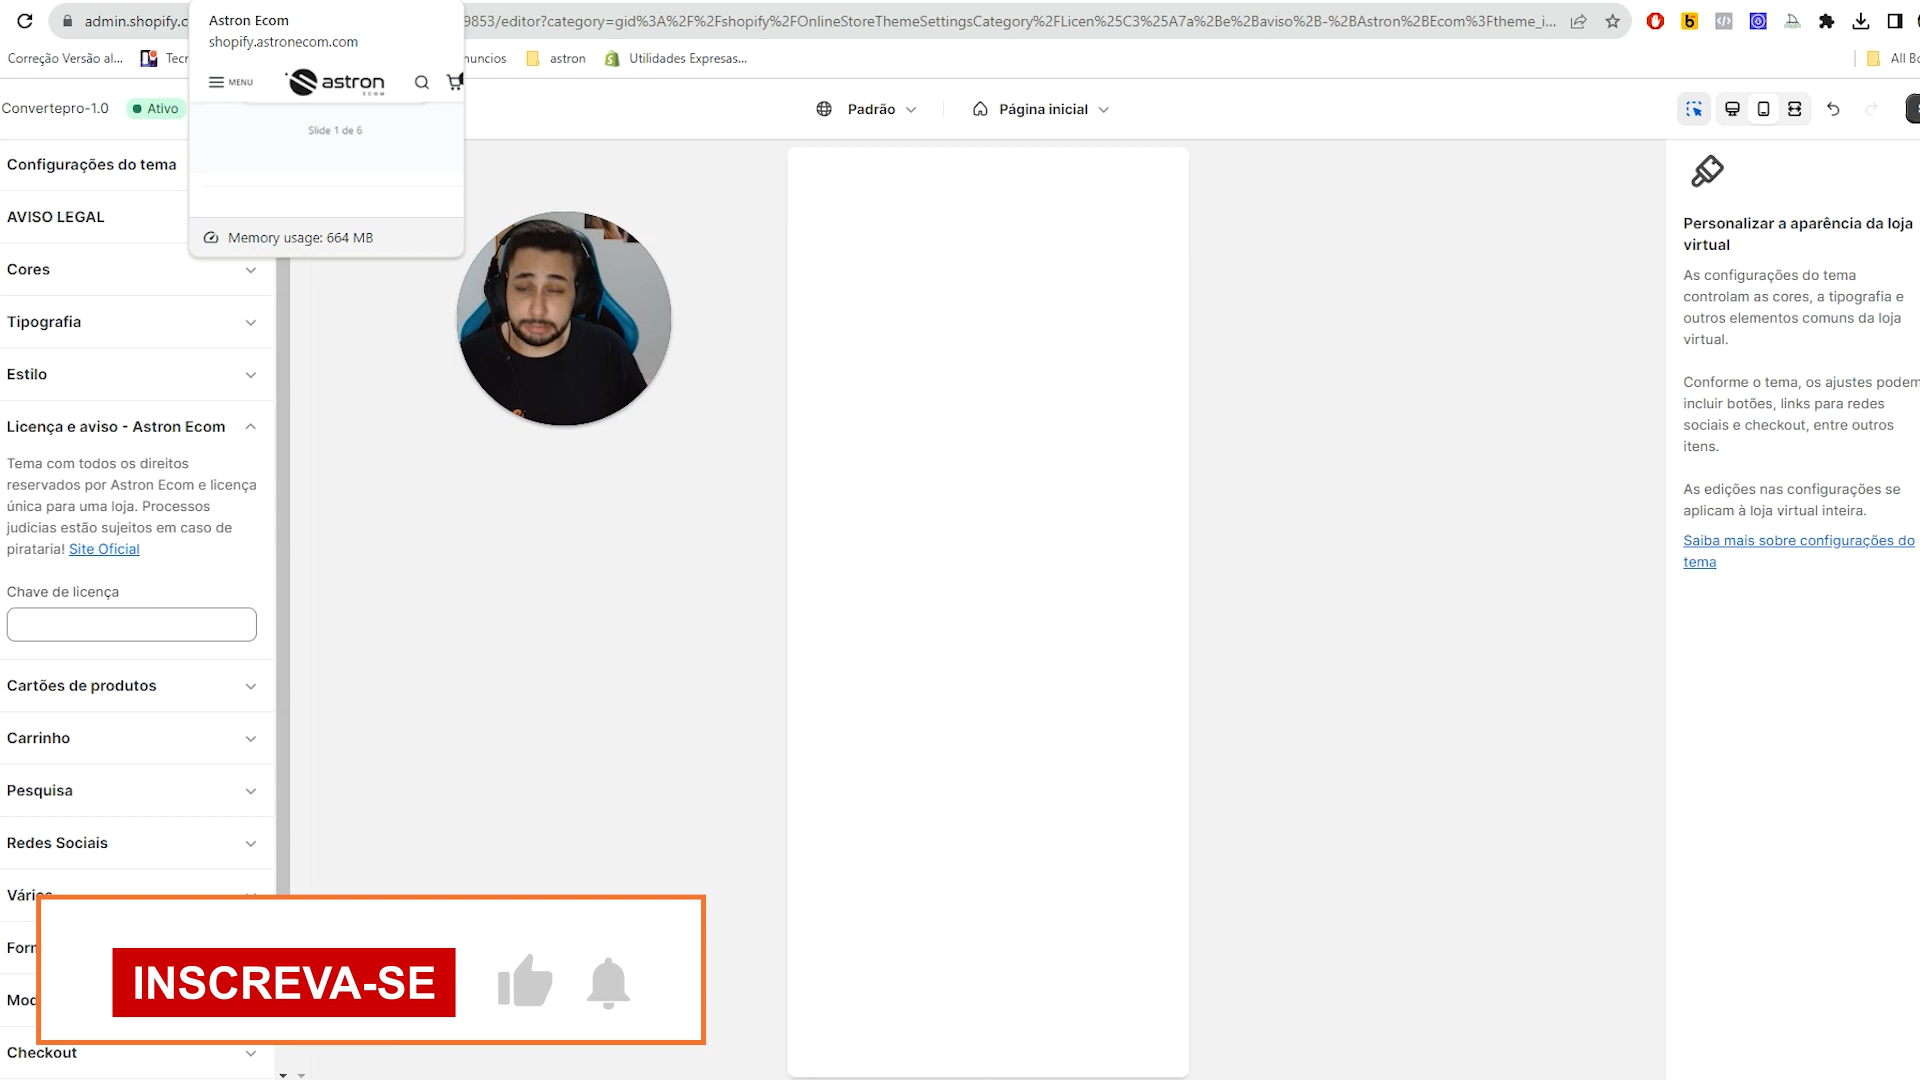 Astron Ecom
shopify.astronecom.com
admin.shopify.c
9853/editor?category=gid%3A%2F%2Fshopify%2FOnlineStoreThemeSettingsCategory%2FLicen%25C3%25A7a%2Be%2Baviso%2B-%2BAstron%2BEcom%3Ftheme_i...
Correção Versão al...
Tecr
nuncios
astron
Utilidades Expresas...
All Bo
MENU
astron
ECOM
Slide 1 de 6
Memory usage: 664 MB
Convertepro-1.0
Ativo
Padrão
Página inicial
Configurações do tema
AVISO LEGAL
Cores
Tipografia
Estilo
Licença e aviso - Astron Ecom
Tema com todos os direitos
reservados por Astron Ecom e licença
única para uma loja. Processos
judicias estão sujeitos em caso de
pirataria! Site Oficial
Chave de licença
Cartões de produtos
Carrinho
Pesquisa
Redes Sociais
Form
Mod
Checkout
INSCREVA-SE
Personalizar a aparência da loja
virtual
As configurações do tema
controlam as cores, a tipografia e
outros elementos comuns da loja
virtual.
Conforme o tema, os ajustes podem
incluir botões, links para redes
sociais e checkout, entre outros
itens.
As edições nas configurações se
aplicam à loja virtual inteira.
Saiba mais sobre configurações do
tema